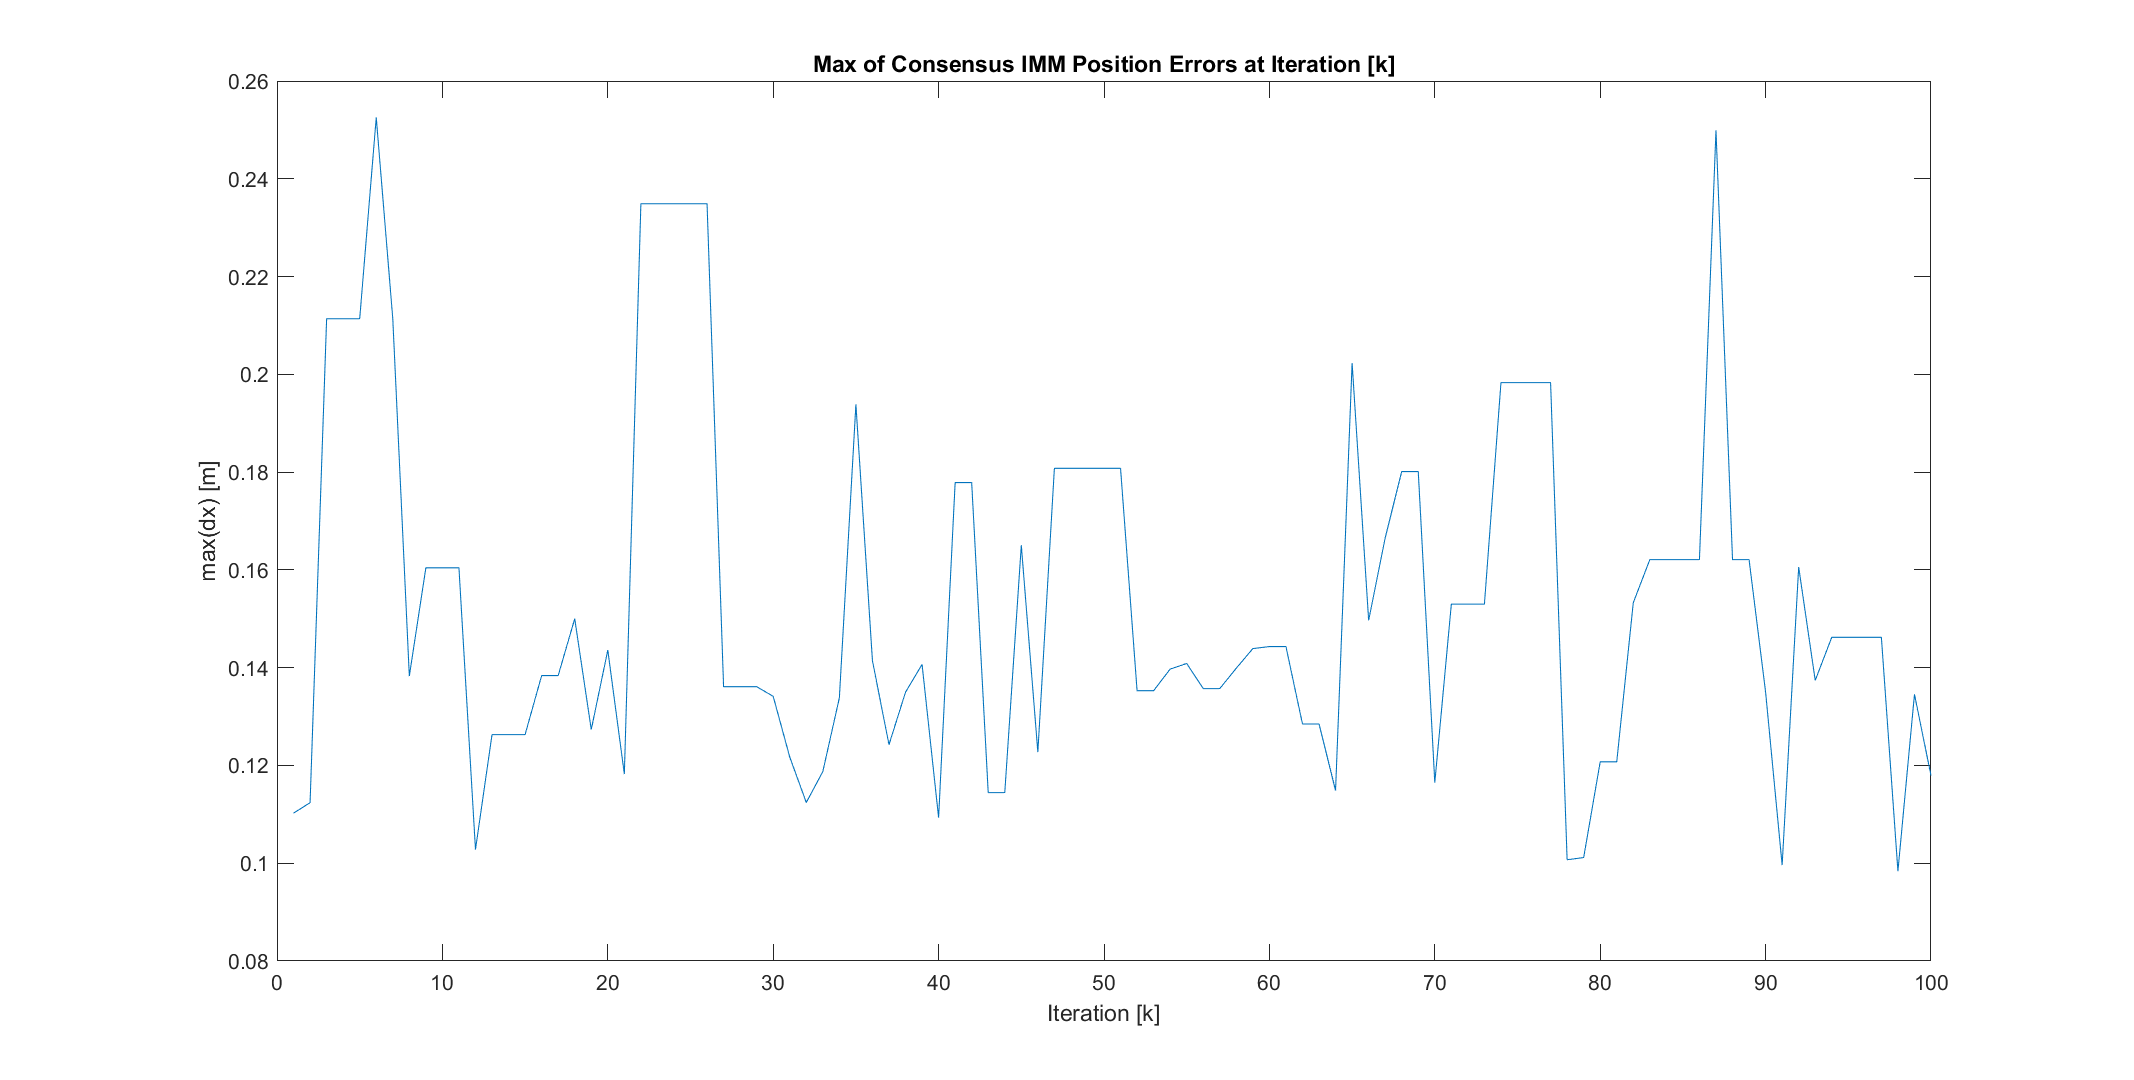 Max of Consensus IMM Position Errors at Iteration [k]
0.26
0.24
0.22
0.2
0.18
0.16
0.14
0.12
0.1
0.08
max(dx) [m]
0 10 20 30 40 50 60 70 80 90 100
Iteration [k]